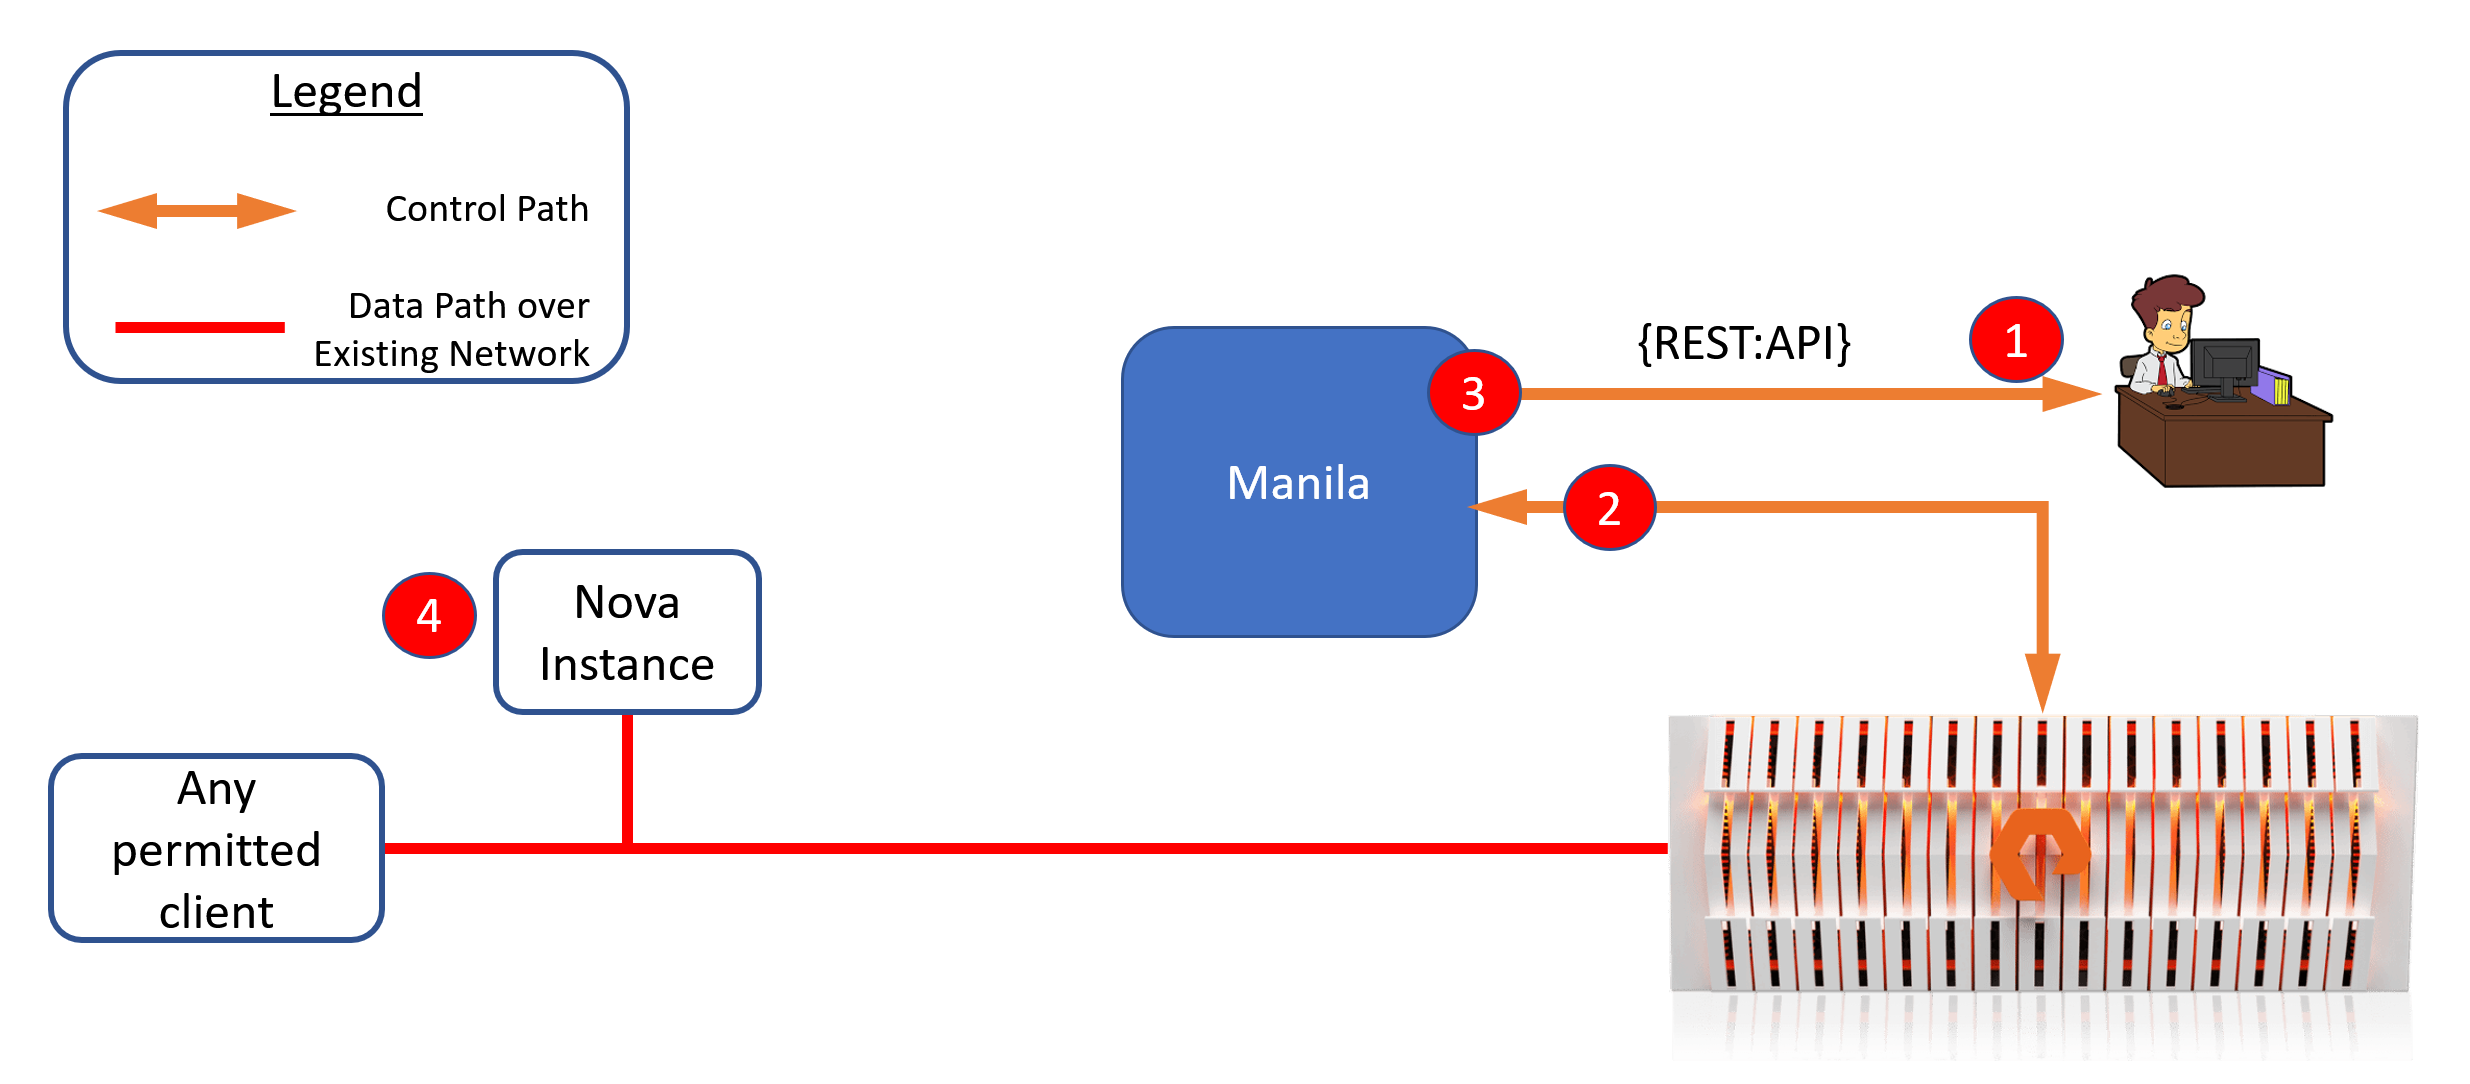 Legend
Control Path
Data Path over
Existing Network
{REST:API}
1
3
Manila
2
4
Nova
Instance
Any
permitted
client